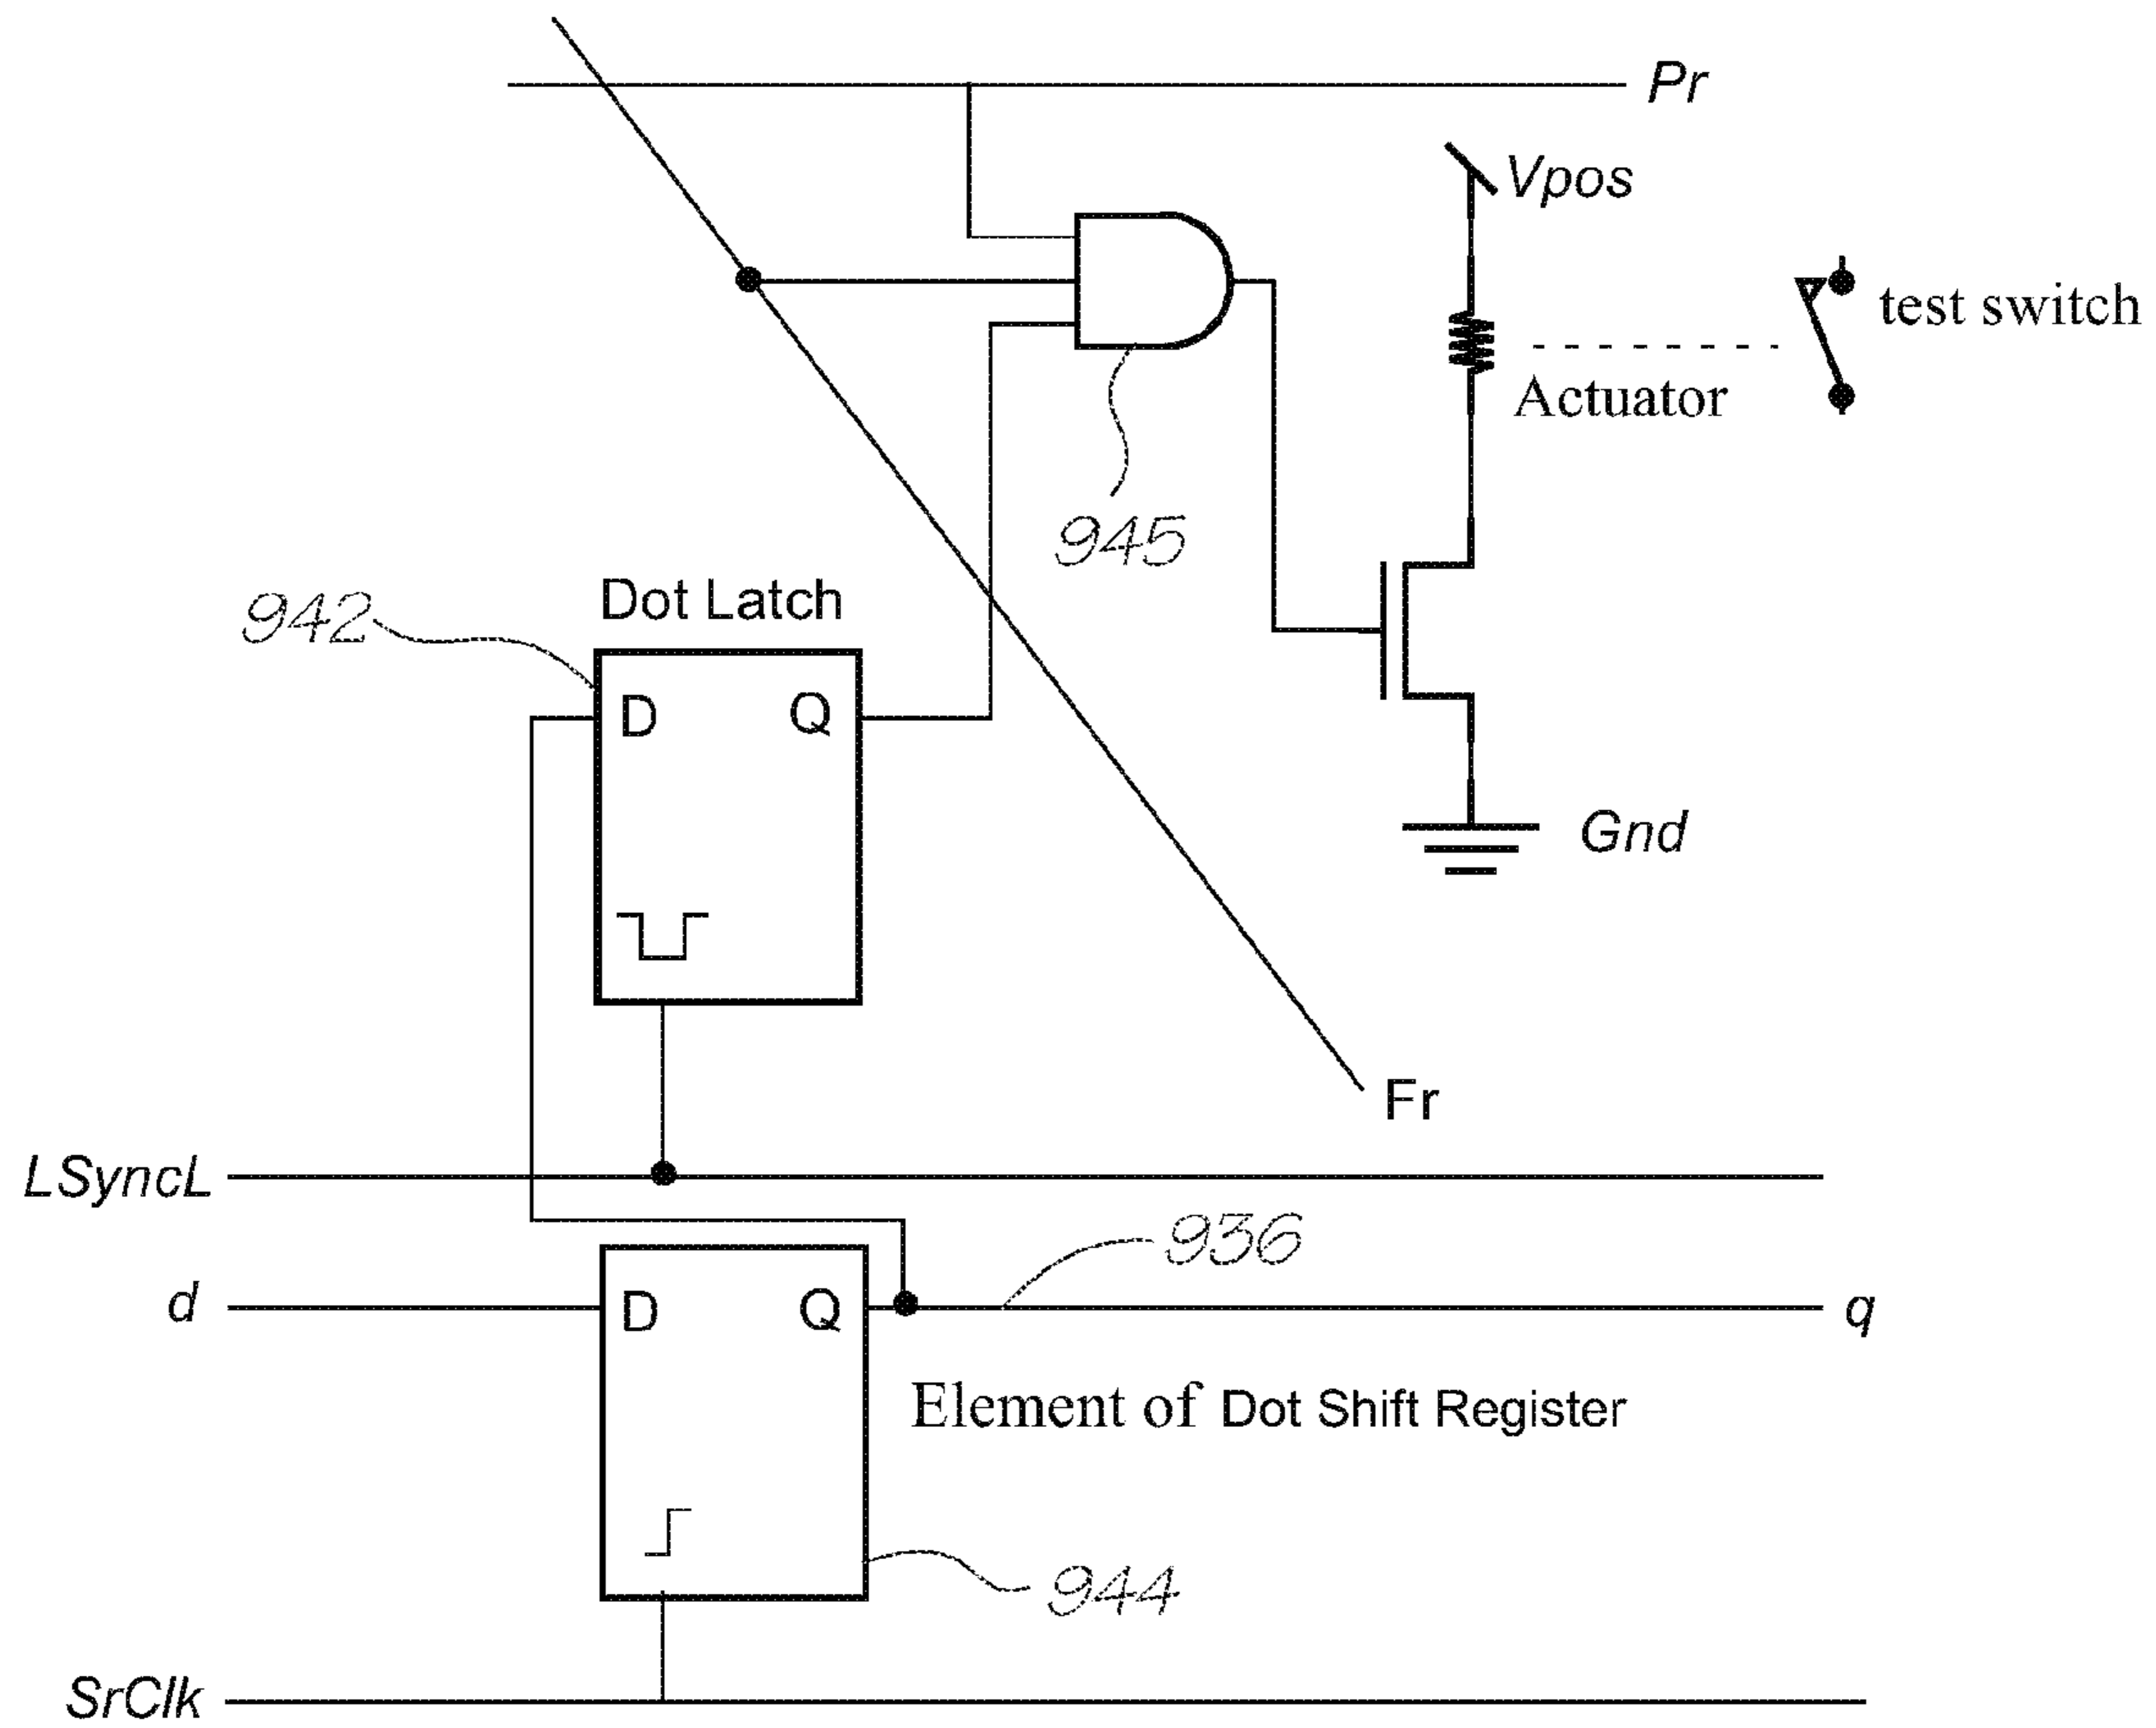 Pr
Vpos
test switch
Actuator
945
942
Dot Latch
D Q
Gnd
Fr
LSyncL
936
d
D Q
q
Element of Dot Shift Register
944
SrClk